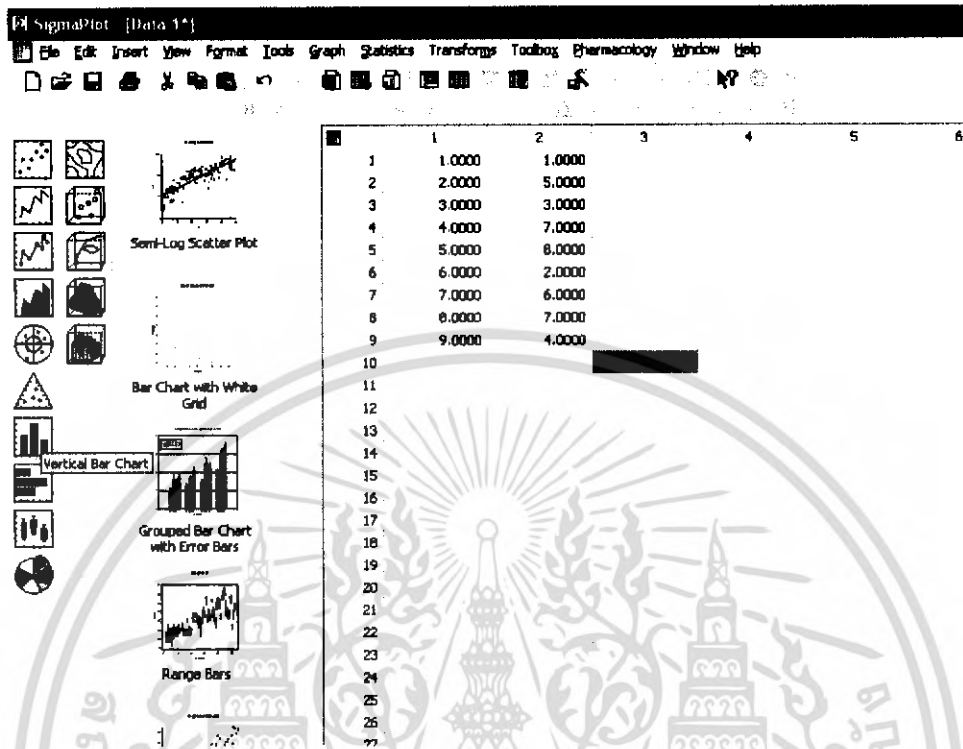 SigmaPlot - [Data 1*]
File Edit Insert View Format Tools Graph Statistics Transforms Toolbox Pharmacology Window Help
1 2 3 4 5 6
1 1.0000 1.0000
2 2.0000 5.0000
3 3.0000 3.0000
4 4.0000 7.0000
5 5.0000 8.0000
6 6.0000 2.0000
7 7.0000 6.0000
8 8.0000 7.0000
9 9.0000 4.0000
10
11
12
13
14
15
16
17
18
19
20
21
22
23
24
25
26
27
Semi-Log Scatter Plot
Bar Chart with White
Grid
Vertical Bar Chart
Grouped Bar Chart
with Error Bars
Range Bars